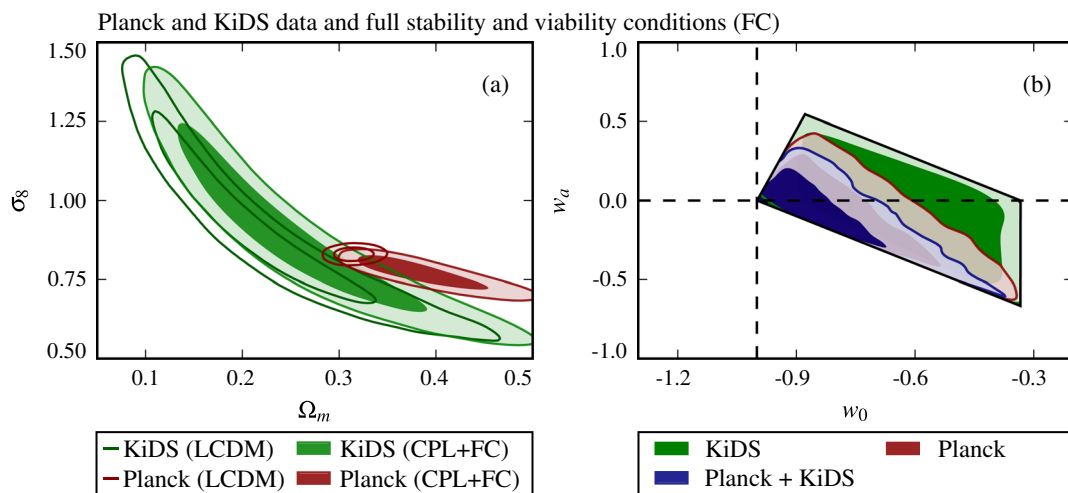 Planck and KiDS data and full stability and viability conditions (FC)
1.50
1.25
1.00
0.75
0.50
σ8
(a)
0.1
0.2
0.3
0.4
0.5
Ωm
KiDS (LCDM)
KiDS (CPL+FC)
Planck (LCDM)
Planck (CPL+FC)
1.0
0.5
0.0
-0.5
-1.0
wa
(b)
-1.2
-0.9
-0.6
-0.3
w0
KiDS
Planck
Planck + KiDS